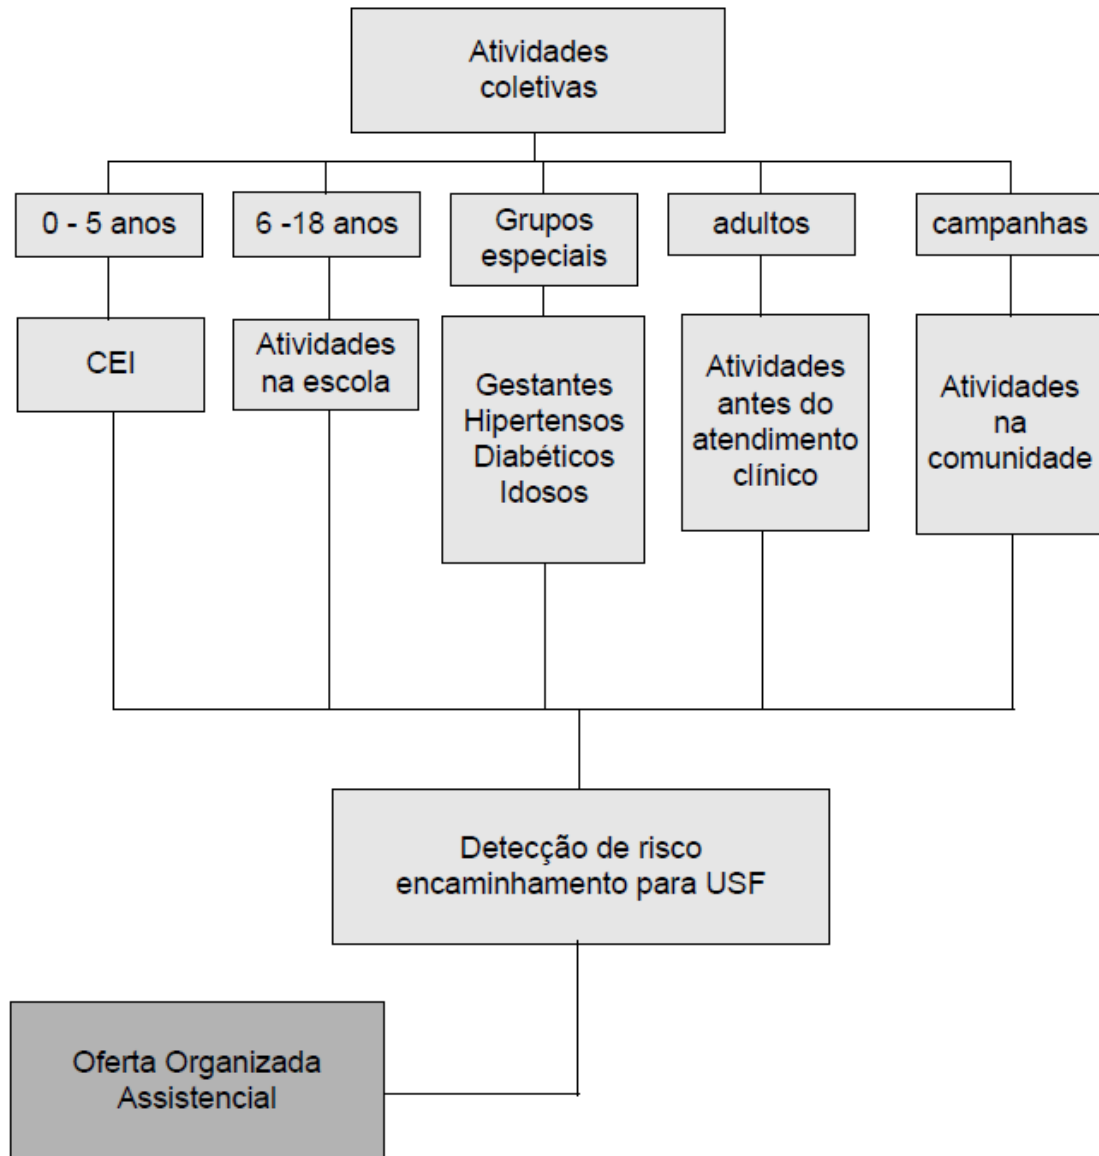 Atividades
coletivas
0 - 5 anos
6 -18 anos
Grupos
especiais
adultos
campanhas
CEI
Atividades
na escola
Gestantes
Hipertensos
Diabéticos
Idosos
Atividades
antes do
atendimento
clínico
Atividades
na
comunidade
Detecção de risco
encaminhamento para USF
Oferta Organizada
Assistencial